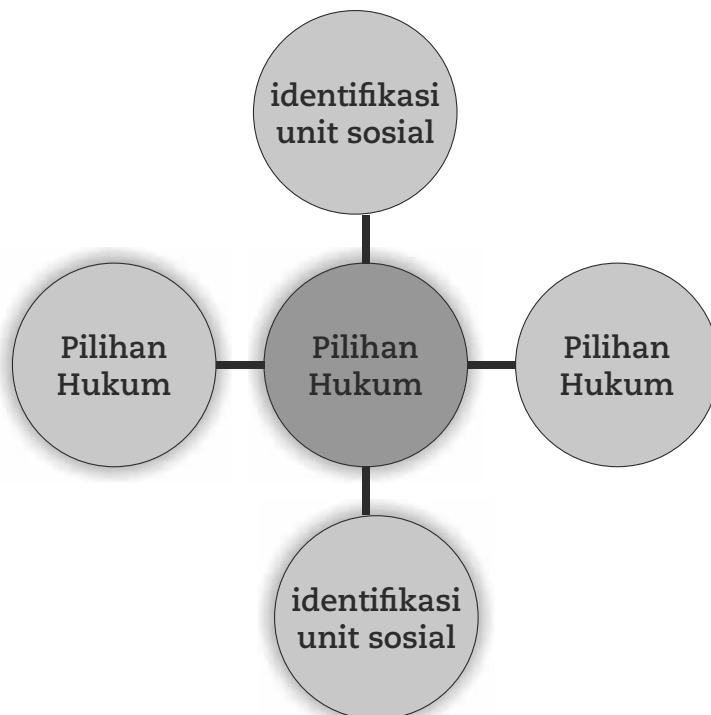 identifikasi
unit sosial
Pilihan
Hukum
Pilihan
Hukum
Pilihan
Hukum
identifikasi
unit sosial